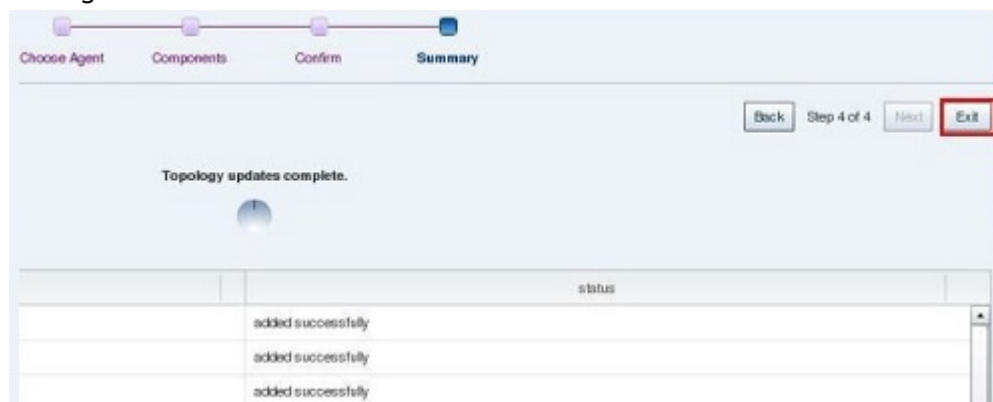 Choose Agent Components Confirm Summary
Back Step 4 of 4 Next Exit
Topology updates complete.
status
added successfully
added successfully
added successfully